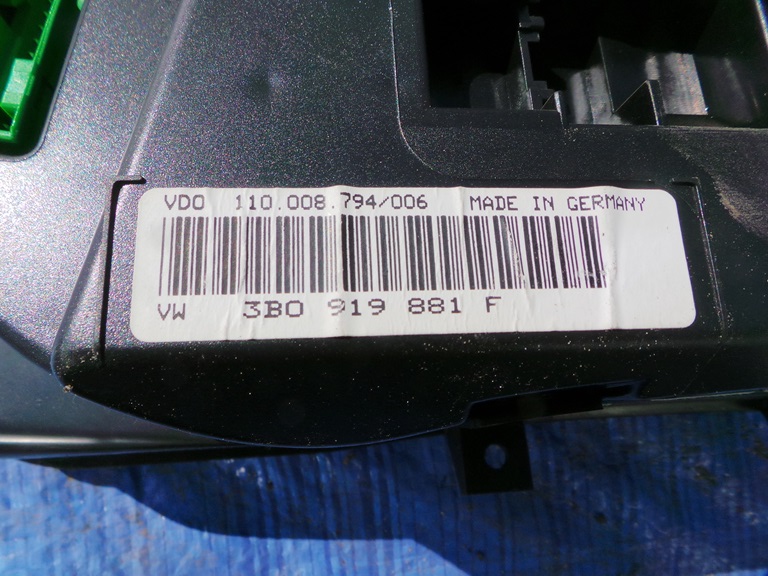 VDO 110.008.794/006 MADE IN GERMANY
VW 3B0 919 881 F